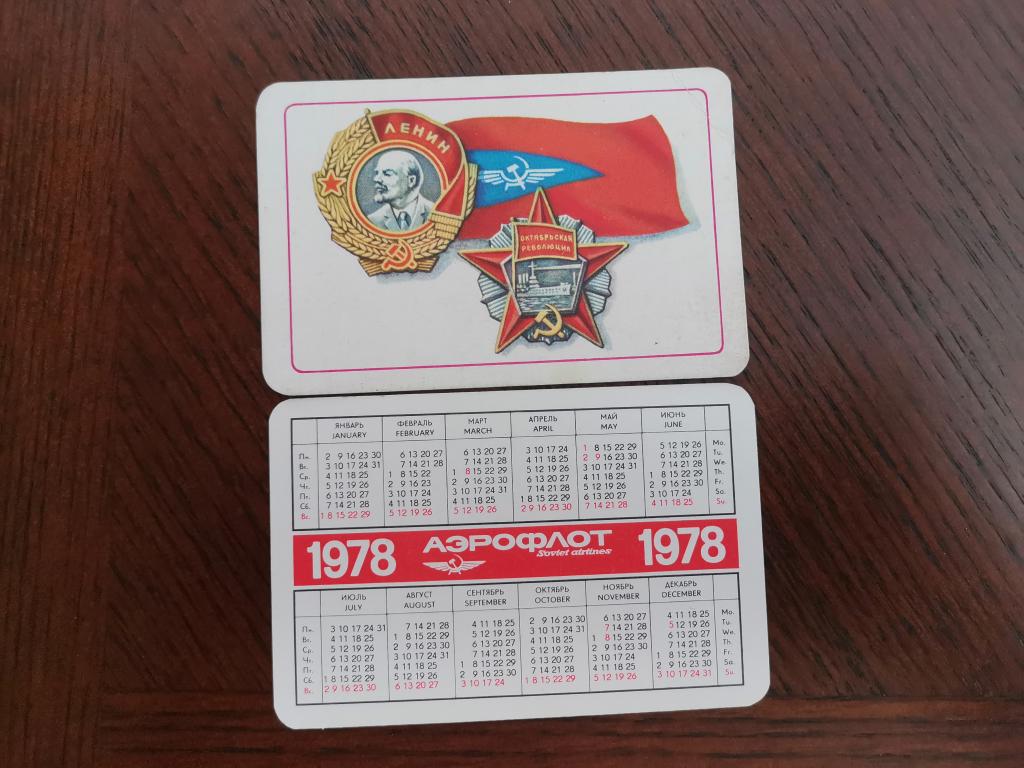 ЛЕНИН
ОКТЯБРЬСКАЯ
РЕВОЛЮЦИЯ
ЯНВАРЬ ФЕВРАЛЬ МАРТ АПРЕЛЬ МАЙ ИЮНЬ
JANUARY FEBRUARY MARCH APRIL MAY JUNE
Пн. 2 9 16 23 30 6 13 20 27 6 13 20 27 3 10 17 24 1 8 15 22 29 5 12 19 26 Mo.
Вт. 3 10 17 24 31 7 14 21 28 7 14 21 28 4 11 18 25 2 9 16 23 30 6 13 20 27 Tu.
Ср. 4 11 18 25 1 8 15 22 1 8 15 22 29 5 12 19 26 3 10 17 24 31 7 14 21 28 We.
Чт. 5 12 19 26 2 9 16 23 2 9 16 23 30 6 13 20 27 4 11 18 25 1 8 15 22 29 Th.
Пт. 6 13 20 27 3 10 17 24 3 10 17 24 31 7 14 21 28 5 12 19 26 2 9 16 23 30 Fr.
Сб. 7 14 21 28 4 11 18 25 4 11 18 25 1 8 15 22 29 6 13 20 27 3 10 17 24 Sa.
Вс. 1 8 15 22 29 5 12 19 26 5 12 19 26 2 9 16 23 30 7 14 21 28 4 11 18 25 Su.
1978 АЭРОФЛОТ 1978
Soviet airlines
ИЮЛЬ АВГУСТ СЕНТЯБРЬ ОКТЯБРЬ НОЯБРЬ ДЕКАБРЬ
JULY AUGUST SEPTEMBER OCTOBER NOVEMBER DECEMBER
Пн. 3 10 17 24 31 7 14 21 28 4 11 18 25 2 9 16 23 30 6 13 20 27 4 11 18 25 Mo.
Вт. 4 11 18 25 1 8 15 22 29 5 12 19 26 3 10 17 24 31 7 14 21 28 5 12 19 26 Tu.
Ср. 5 12 19 26 2 9 16 23 30 6 13 20 27 4 11 18 25 1 8 15 22 29 6 13 20 27 We.
Чт. 6 13 20 27 3 10 17 24 31 7 14 21 28 5 12 19 26 2 9 16 23 30 7 14 21 28 Th.
Пт. 7 14 21 28 4 11 18 25 1 8 15 22 29 6 13 20 27 3 10 17 24 1 8 15 22 29 Fr.
Сб. 1 8 15 22 29 5 12 19 26 2 9 16 23 30 7 14 21 28 4 11 18 25 2 9 16 23 30 Sa.
Вс. 2 9 16 23 30 6 13 20 27 3 10 17 24 1 8 15 22 29 5 12 19 26 3 10 17 24 31 Su.